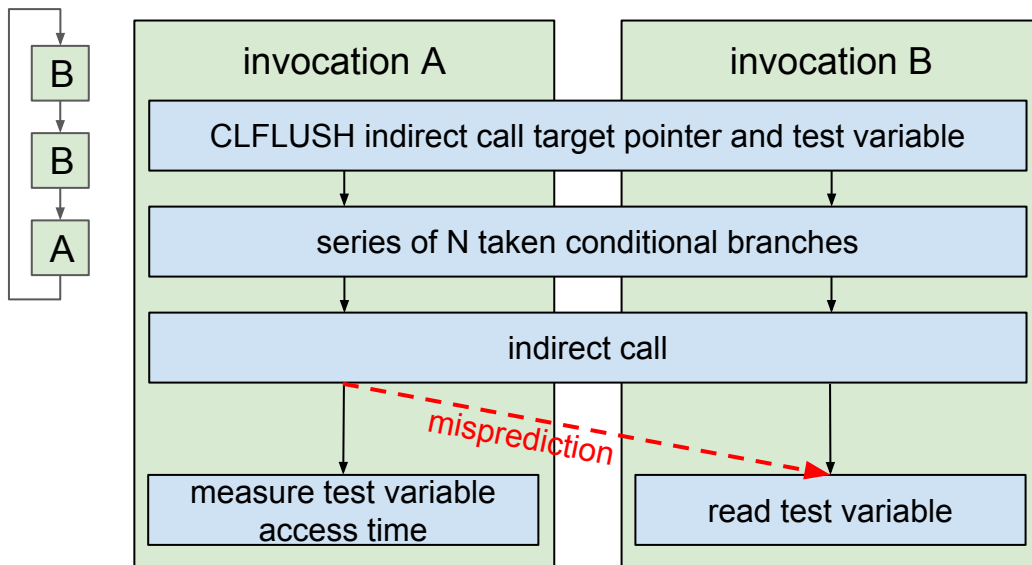 B
B
A
invocation A
invocation B
CLFLUSH indirect call target pointer and test variable
series of N taken conditional branches
indirect call
misprediction
measure test variable
access time
read test variable